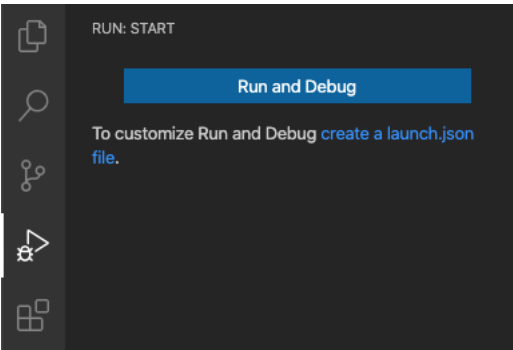 RUN: START
Run and Debug
To customize Run and Debug create a launch.json
file.